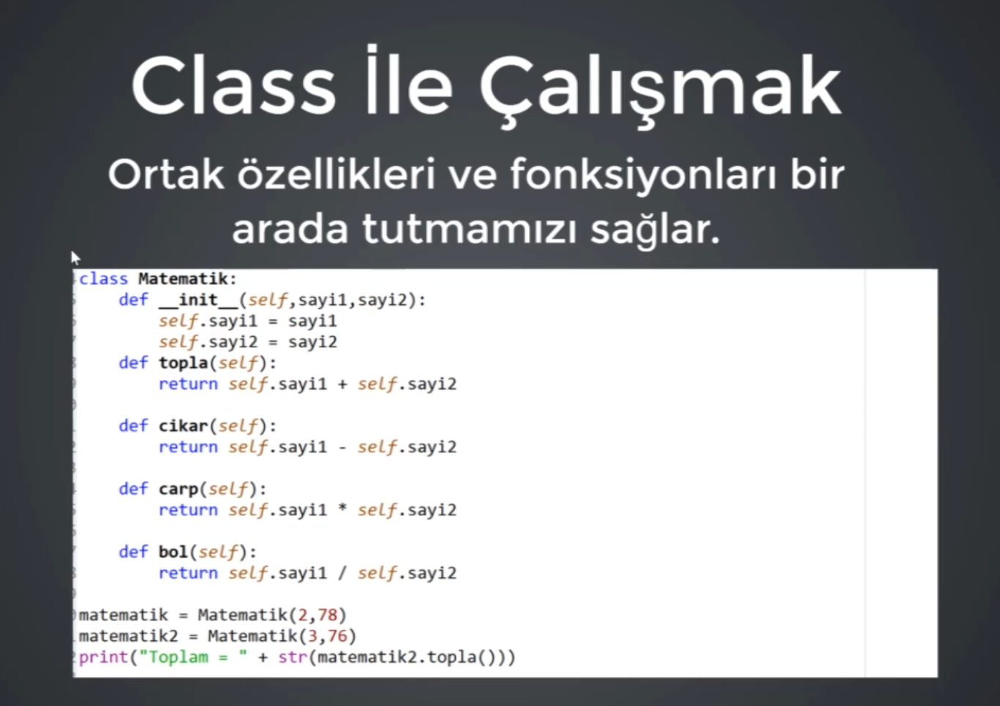 Class İle Çalışmak
Ortak özellikleri ve fonksiyonları bir
arada tutmamızı sağlar.
class Matematik:
    def __init__(self,sayi1,sayi2):
        self.sayi1 = sayi1
        self.sayi2 = sayi2
    def topla(self):
        return self.sayi1 + self.sayi2
    def cikar(self):
        return self.sayi1 - self.sayi2
    def carp(self):
        return self.sayi1 * self.sayi2
    def bol(self):
        return self.sayi1 / self.sayi2
matematik = Matematik(2,78)
matematik2 = Matematik(3,76)
print("Toplam = " + str(matematik2.topla()))